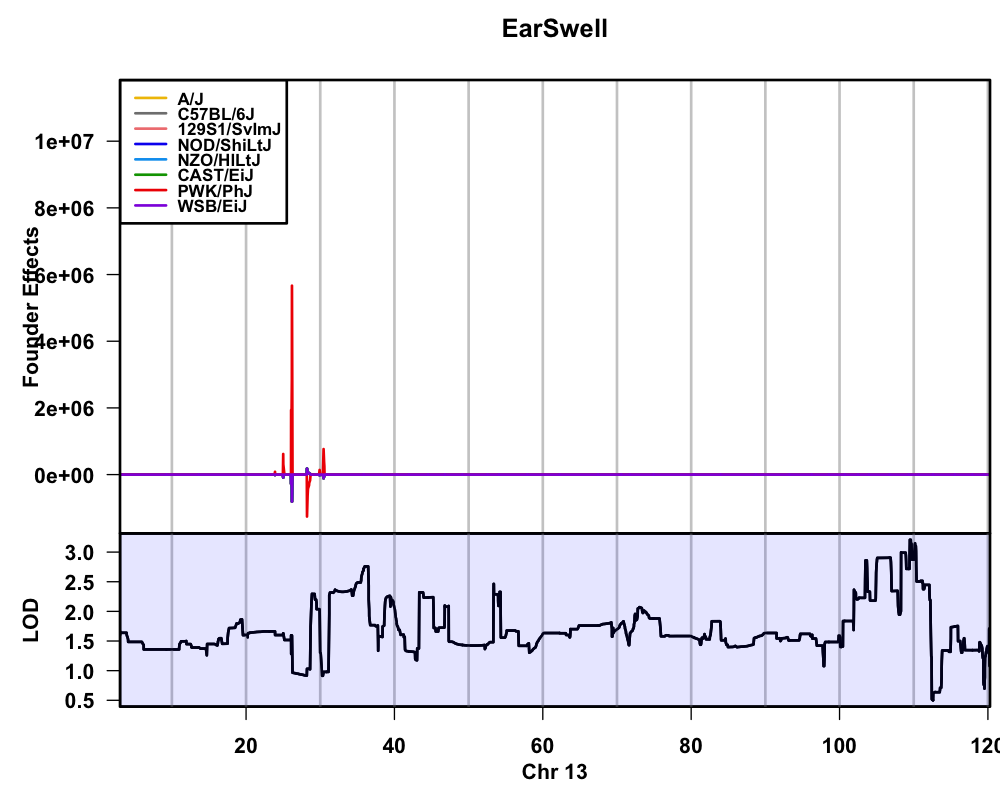 EarSwell
A/J
C57BL/6J
129S1/SvImJ
NOD/ShiLtJ
NZO/HlLtJ
CAST/EiJ
PWK/PhJ
WSB/EiJ
Founder Effects
1e+07
8e+06
6e+06
4e+06
2e+06
0e+00
LOD
3.0
2.5
2.0
1.5
1.0
0.5
20 40 60 80 100 120
Chr 13